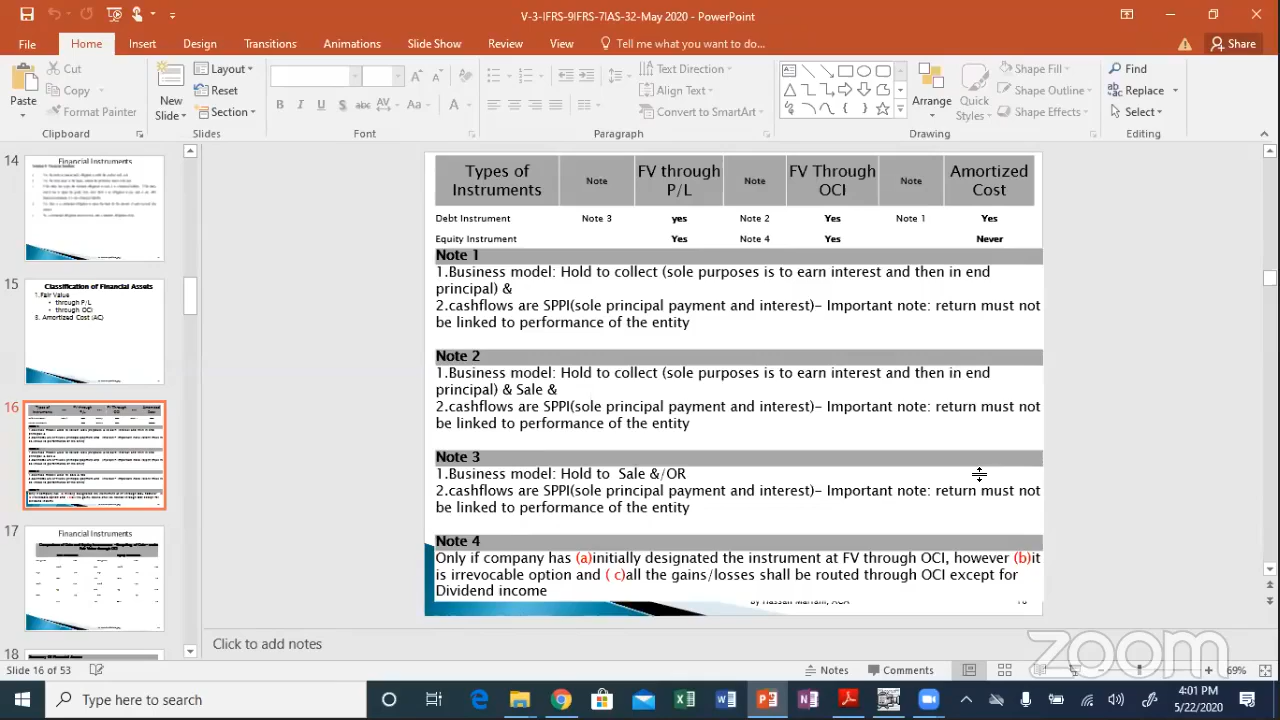 V-3-IFRS-9IFRS-7IAS-32-May 2020 - PowerPoint
File Home Insert Design Transitions Animations Slide Show Review View Tell me what you want to do... Share
Paste Cut Copy Format Painter
Clipboard
New Slide Layout Reset Section
Slides
Font
Text Direction Align Text Convert to SmartArt
Paragraph
Arrange Quick Styles Shape Fill Shape Outline Shape Effects
Drawing
Find Replace Select
Editing
14
Financial Instruments
15
Classification of Financial Assets
1.Fair Value
• through P/L
• through OCI
3. Amortized Cost (AC)
16
17
Financial Instruments
18
Types of Instruments Note FV through P/L Note FV Through Amortized Cost
Debt Instrument Note 3 yes Note 2 Yes Note 1 Yes
Equity Instrument Yes Note 4 Yes Never
Note 1
1.Business model: Hold to collect (sole purposes is to earn interest and then in end
principal) &
2.cashflows are SPPI(sole principal payment and interest)– Important note: return must not
be linked to performance of the entity
Note 2
1.Business model: Hold to collect (sole purposes is to earn interest and then in end
principal) & Sale &
2.cashflows are SPPI(sole principal payment and interest)– Important note: return must not
be linked to performance of the entity
Note
1.Businessmodel: Hold to Sale &/OR
2.cashflows are SPPI(sole principal payment and interest)– Important note: return must not
be linked to performance of the entity
Note 4
Only if company has (a)initially designated the instrument at FV through OCI, however (b)it
is irrevocable option and ( c)all the gains/losses shall be routed through OCI except for
Dividend income
Click to add notes
zoom
Slide 16 of 53 Notes Comments 69%
Type here to search
4:01 PM
5/22/2020